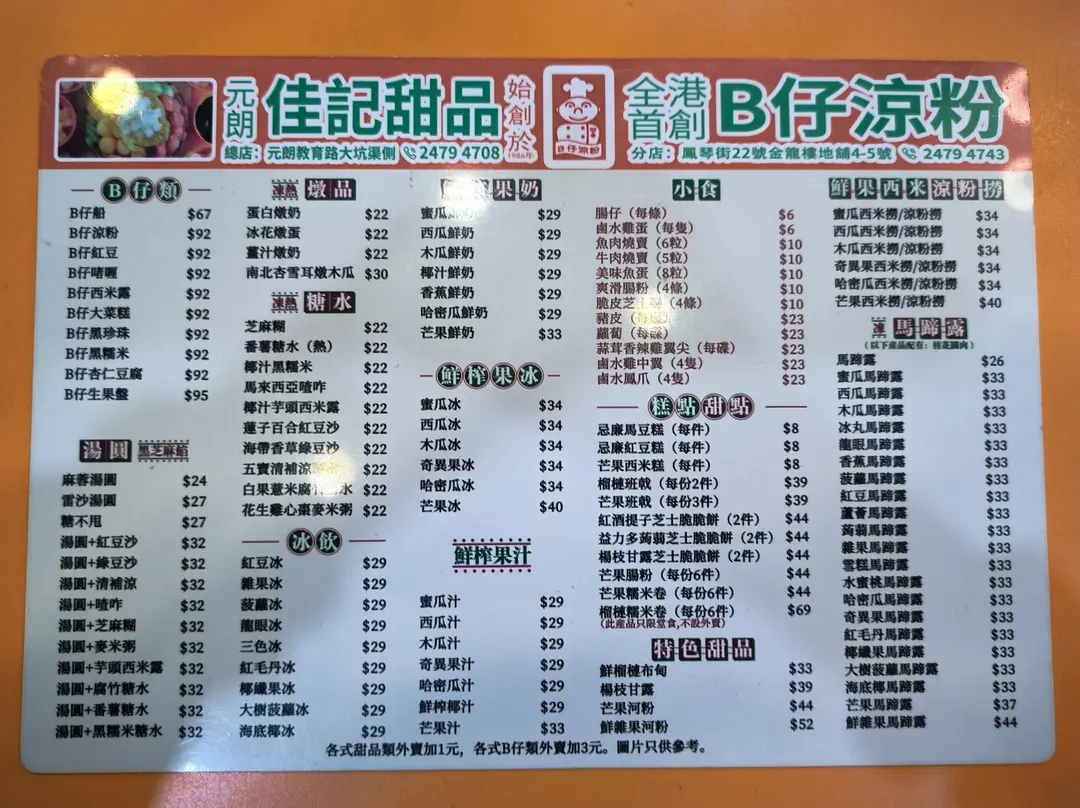 元朗 佳記甜品 始創於1986年
總店：元朗教育路大坑渠側 2479 4708
B仔涼粉
全港首創 B仔涼粉
分店：鳳琴街22號金龍樓地舖4-5號 2479 4743
B仔類
B仔船 $67
B仔涼粉 $92
B仔紅豆 $92
B仔啫喱 $92
B仔西米露 $92
B仔大菜糕 $92
B仔黑珍珠 $92
B仔黑糯米 $92
B仔杏仁豆腐 $92
B仔生果盤 $95
湯圓 黑芝麻餡
麻蓉湯圓 $24
雷沙湯圓 $27
糖不甩 $27
湯圓+紅豆沙 $32
湯圓+綠豆沙 $32
湯圓+清補涼 $32
湯圓+喳咋 $32
湯圓+芝麻糊 $32
湯圓+麥米粥 $32
湯圓+芋頭西米露 $32
湯圓+腐竹糖水 $32
湯圓+番薯糖水 $32
湯圓+黑糯米糖水 $32
凍熱 燉品
蛋白燉奶 $22
冰花燉蛋 $22
薑汁燉奶 $22
南北杏雪耳燉木瓜 $30
凍熱 糖水
芝麻糊 $22
番薯糖水（熱） $22
椰汁黑糯米 $22
馬來西亞喳咋 $22
椰汁芋頭西米露 $22
蓮子百合紅豆沙 $22
海帶香草綠豆沙 $22
五寶清補涼 $22
白果薏米腐竹糖水 $22
花生雞心棗麥米粥 $22
冰飲
紅豆冰 $29
雜果冰 $29
菠蘿冰 $29
龍眼冰 $29
三色冰 $29
紅毛丹冰 $29
椰纖果冰 $29
大樹菠蘿冰 $29
海底椰冰 $29
果奶
蜜瓜鮮奶 $29
西瓜鮮奶 $29
木瓜鮮奶 $29
椰汁鮮奶 $29
香蕉鮮奶 $29
哈密瓜鮮奶 $29
芒果鮮奶 $33
鮮榨果冰
蜜瓜冰 $34
西瓜冰 $34
木瓜冰 $34
奇異果冰 $34
哈密瓜冰 $34
芒果冰 $40
鮮榨果汁
蜜瓜汁 $29
西瓜汁 $29
木瓜汁 $29
奇異果汁 $29
哈密瓜汁 $29
鮮榨椰汁 $29
芒果汁 $33
小食
腸仔（每條） $6
鹵水雞蛋（每隻） $6
魚肉燒賣（6粒） $10
牛肉燒賣（5粒） $10
美味魚蛋（8粒） $10
爽滑腸粉（4條） $10
脆皮芝士（4條） $10
豬皮 $23
蘿蔔（每碟） $23
蒜茸香辣雞翼尖（每碟） $23
鹵水雞中翼（4隻） $23
鹵水鳳爪（4隻） $23
糕點甜點
忌廉馬豆糕（每件） $8
忌廉紅豆糕（每件） $8
芒果西米糕（每件） $8
榴槤班戟（每份2件） $39
芒果班戟（每份3件） $39
紅酒提子芝士脆脆餅（2件） $44
益力多蒟蒻芝士脆脆餅（2件） $44
楊枝甘露芝士脆脆餅（2件） $44
芒果腸粉（每份6件） $44
芒果糯米卷（每份6件） $44
榴槤糯米卷（每份6件） $69
（此產品只限堂食,不設外賣）
特色甜品
鮮榴槤布甸 $33
楊枝甘露 $39
芒果河粉 $44
鮮雜果河粉 $52
鮮果西米涼粉撈
蜜瓜西米撈/涼粉撈 $34
西瓜西米撈/涼粉撈 $34
木瓜西米撈/涼粉撈 $34
奇異果西米撈/涼粉撈 $34
哈密瓜西米撈/涼粉撈 $34
芒果西米撈/涼粉撈 $40
凍 馬蹄露
（以下產品配有：桂花圓肉）
馬蹄露 $26
蜜瓜馬蹄露 $33
西瓜馬蹄露 $33
木瓜馬蹄露 $33
冰丸馬蹄露 $33
龍眼馬蹄露 $33
香蕉馬蹄露 $33
菠蘿馬蹄露 $33
紅豆馬蹄露 $33
蘆薈馬蹄露 $33
蒟蒻馬蹄露 $33
雜果馬蹄露 $33
雪糕馬蹄露 $33
水蜜桃馬蹄露 $33
哈密瓜馬蹄露 $33
奇異果馬蹄露 $33
紅毛丹馬蹄露 $33
椰纖果馬蹄露 $33
大樹菠蘿馬蹄露 $33
海底椰馬蹄露 $33
芒果馬蹄露 $37
鮮雜果馬蹄露 $44
各式甜品類外賣加1元，各式B仔類外賣加3元。圖片只供參考。